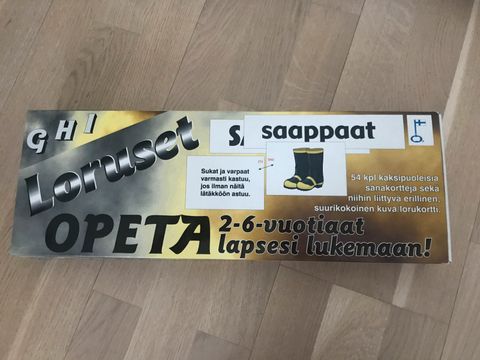 G H I
Loruset
SA
saappaat
Sukat ja varpaat
varmasti kastuu,
jos ilman näitä
lätäkköön astuu.
54 kpl kaksipuoleisia
sanakortteja sekä
niihin liittyvä erillinen,
suurikokoinen kuva lorukortti.
OPETA 2-6-vuotiaat
lapsesi lukemaan!